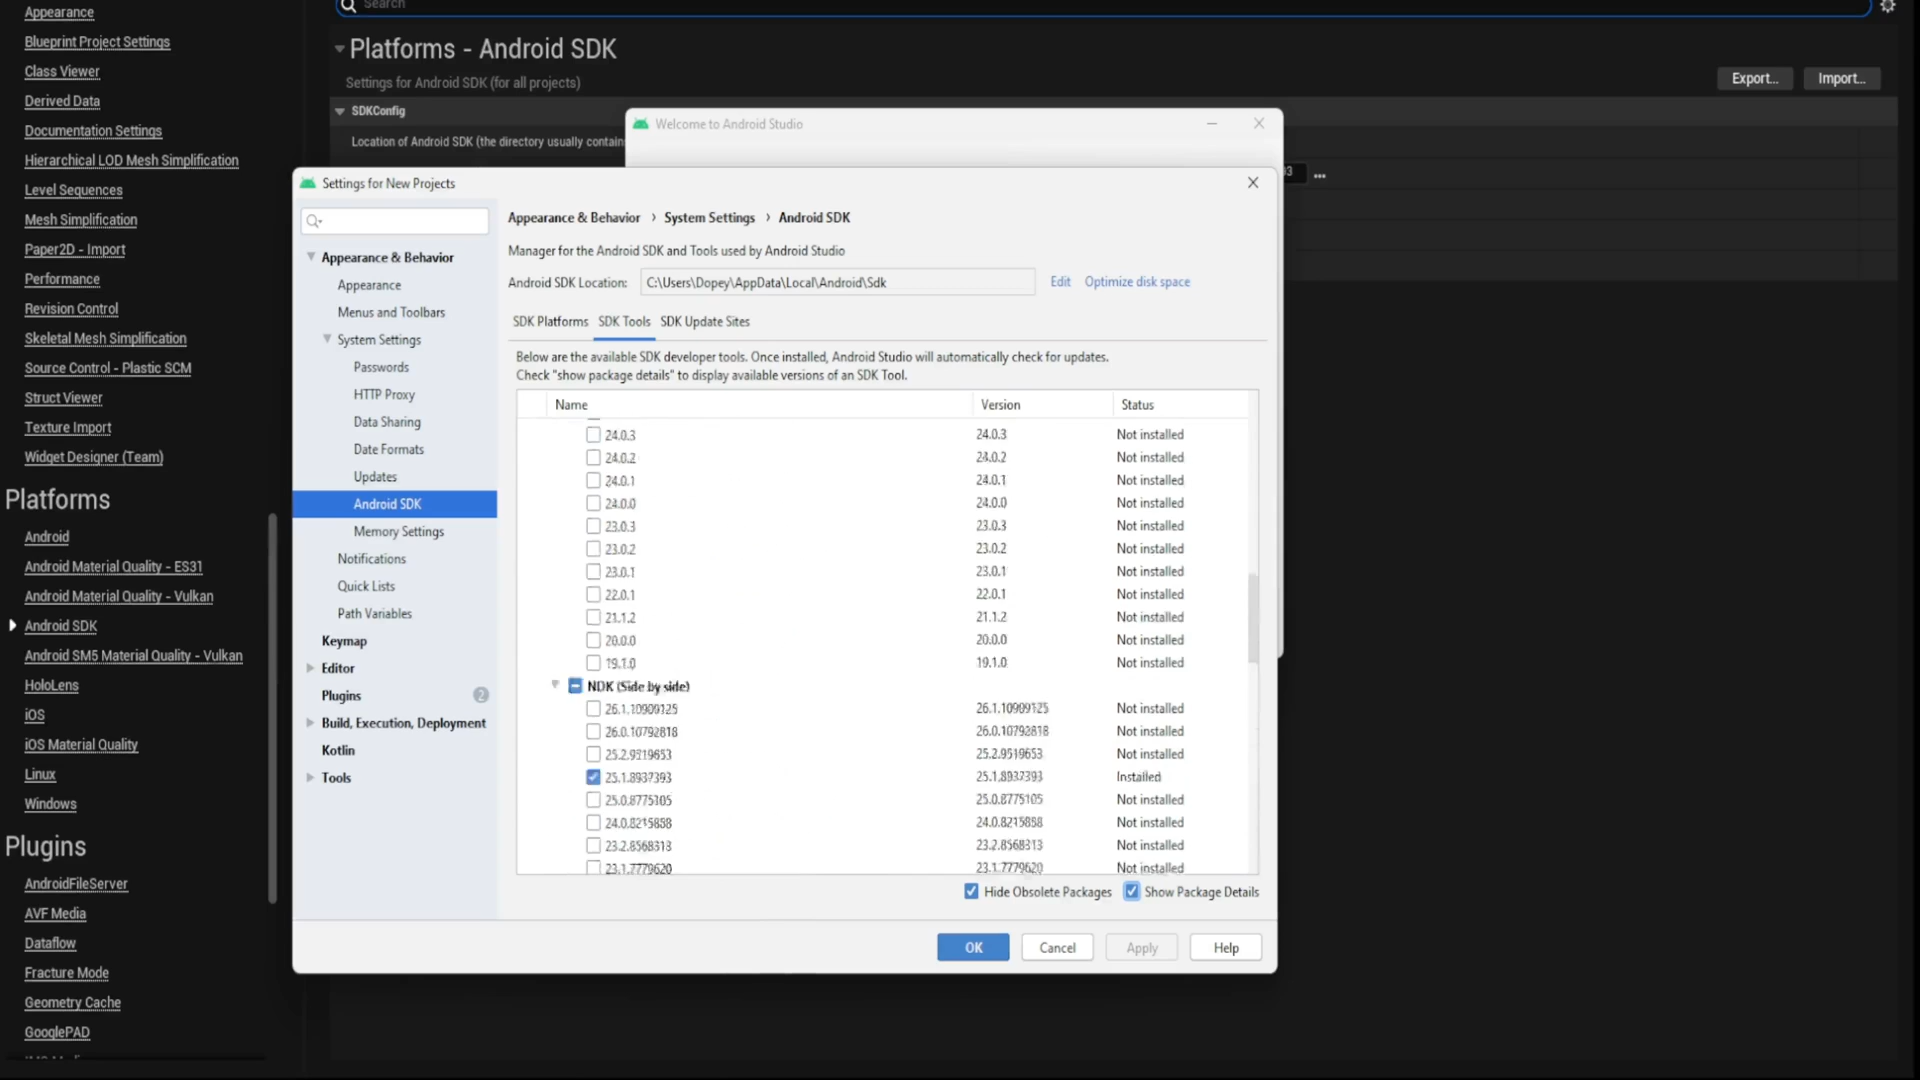 Appearance
Blueprint Project Settings
Class Viewer
Derived Data
Documentation Settings
Hierarchical LOD Mesh Simplification
Level Sequences
Mesh Simplification
Paper2D - Import
Performance
Revision Control
Skeletal Mesh Simplification
Source Control - Plastic SCM
Struct Viewer
Texture Import
Widget Designer (Team)
Platforms
Android
Android Material Quality - ES31
Android Material Quality - Vulkan
Android SDK
Android SM5 Material Quality - Vulkan
HoloLens
iOS
iOS Material Quality
Linux
Windows
Plugins
AndroidFileServer
AVF Media
Dataflow
Fracture Mode
Geometry Cache
GooglePAD
Search
Platforms - Android SDK
Settings for Android SDK (for all projects)
Export...
Import...
SDKConfig
Location of Android SDK (the directory usually contain
Welcome to Android Studio
Settings for New Projects
Appearance & Behavior
Appearance
Menus and Toolbars
System Settings
Passwords
HTTP Proxy
Data Sharing
Date Formats
Updates
Android SDK
Memory Settings
Notifications
Quick Lists
Path Variables
Keymap
Editor
Plugins 2
Build, Execution, Deployment
Kotlin
Tools
Appearance & Behavior › System Settings › Android SDK
Manager for the Android SDK and Tools used by Android Studio
Android SDK Location: C:\Users\Dopey\AppData\Local\Android\Sdk Edit Optimize disk space
SDK Platforms SDK Tools SDK Update Sites
Below are the available SDK developer tools. Once installed, Android Studio will automatically check for updates.
Check "show package details" to display available versions of an SDK Tool.
Name Version Status
24.0.3 24.0.3 Not installed
24.0.2 24.0.2 Not installed
24.0.1 24.0.1 Not installed
24.0.0 24.0.0 Not installed
23.0.3 23.0.3 Not installed
23.0.2 23.0.2 Not installed
23.0.1 23.0.1 Not installed
22.0.1 22.0.1 Not installed
21.1.2 21.1.2 Not installed
20.0.0 20.0.0 Not installed
19.1.0 19.1.0 Not installed
NDK (Side by side)
26.1.10909125 26.1.10909125 Not installed
26.0.10792818 26.0.10792818 Not installed
25.2.9519653 25.2.9519653 Not installed
25.1.8937393 25.1.8937393 Installed
25.0.8775105 25.0.8775105 Not installed
24.0.8215888 24.0.8215888 Not installed
23.2.8568313 23.2.8568313 Not installed
23.1.7779620 23.1.7779620 Not installed
Hide Obsolete Packages Show Package Details
OK Cancel Apply Help